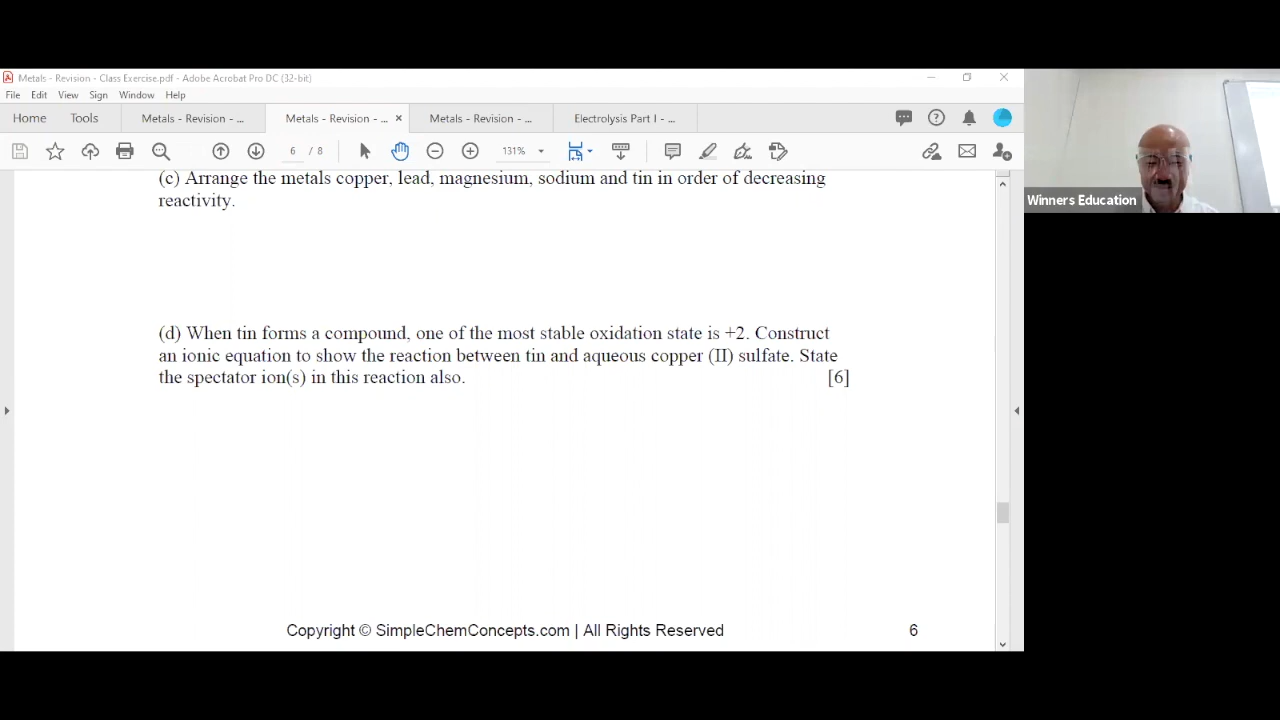 Metals - Revision - Class Exercise.pdf - Adobe Acrobat Pro DC (32-bit)
File Edit View Sign Window Help
Home Tools Metals - Revision - ... Metals - Revision - ... × Metals - Revision - ... Electrolysis Part I - ...
6 / 8 131%
(c) Arrange the metals copper, lead, magnesium, sodium and tin in order of decreasing
reactivity.
Winners Education
(d) When tin forms a compound, one of the most stable oxidation state is +2. Construct
an ionic equation to show the reaction between tin and aqueous copper (II) sulfate. State
the spectator ion(s) in this reaction also. [6]
Copyright © SimpleChemConcepts.com | All Rights Reserved 6